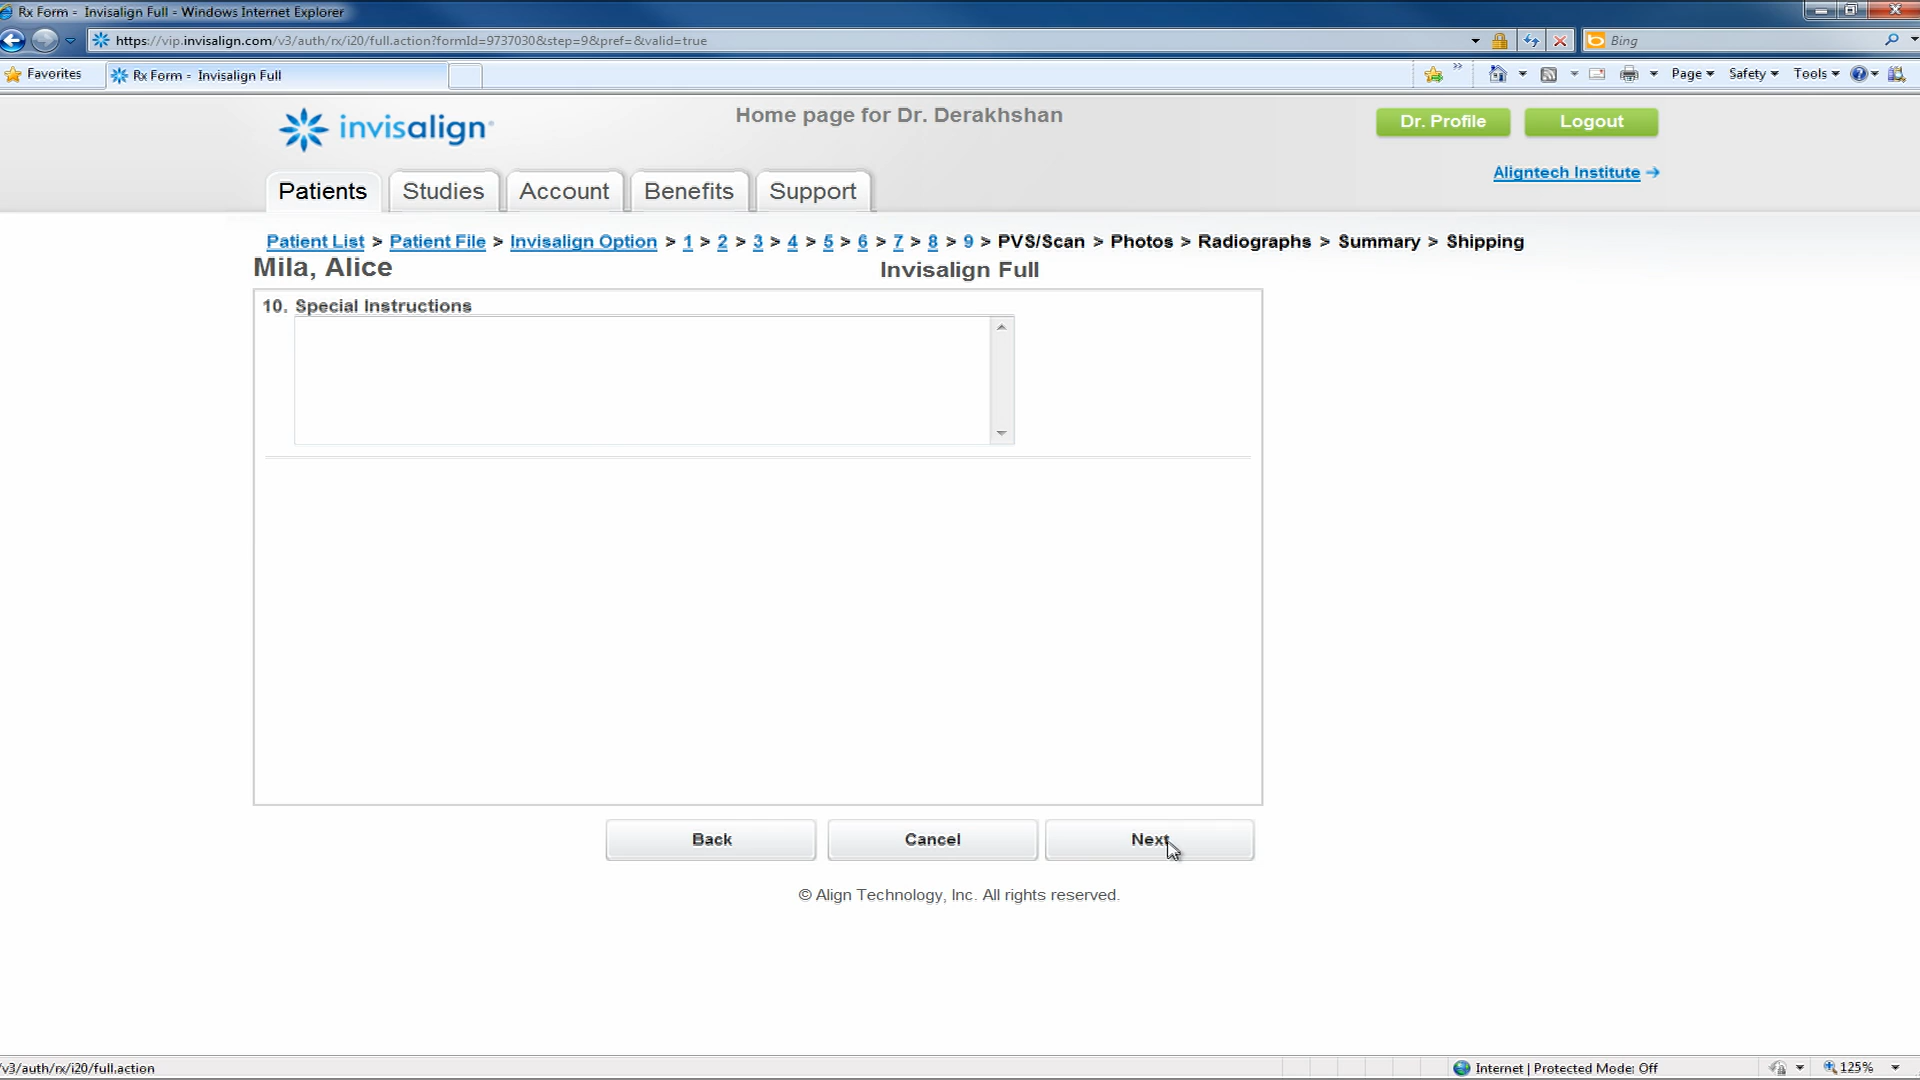 Rx Form - Invisalign Full - Windows Internet Explorer
https://vip.invisalign.com/v3/auth/rx/i20/full.action?formId=9737030&step=9&pref=&valid=true
Bing
Favorites
Rx Form - Invisalign Full
Page
Safety
Tools
invisalign
Home page for Dr. Derakhshan
Dr. Profile
Logout
Aligntech Institute
Patients
Studies
Account
Benefits
Support
Patient List > Patient File > Invisalign Option > 1 > 2 > 3 > 4 > 5 > 6 > 7 > 8 > 9 > PVS/Scan > Photos > Radiographs > Summary > Shipping
Mila, Alice
Invisalign Full
10. Special Instructions
Back
Cancel
Next
© Align Technology, Inc. All rights reserved.
/v3/auth/rx/i20/full.action
Internet | Protected Mode: Off
125%